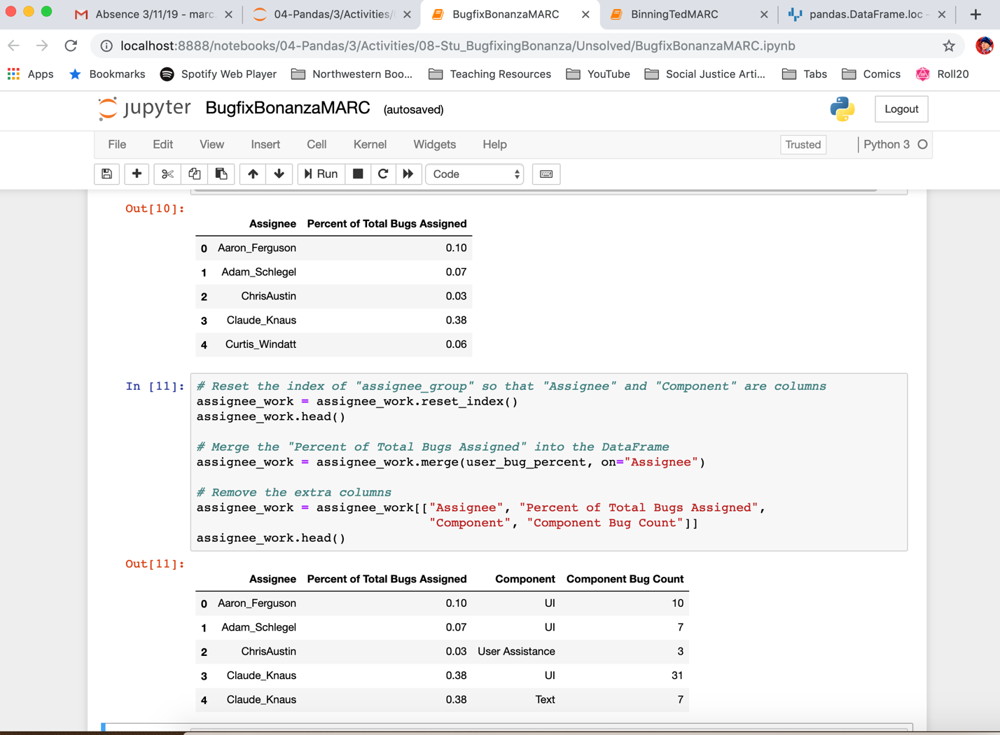 Absence 3/11/19 - marc.
04-Pandas/3/Activities/
BugfixBonanzaMARC
BinningTedMARC
pandas.DataFrame.loc -
localhost:8888/notebooks/04-Pandas/3/Activities/08-Stu_BugfixingBonanza/Unsolved/BugfixBonanzaMARC.ipynb
Apps Bookmarks Spotify Web Player Northwestern Boo... Teaching Resources YouTube Social Justice Arti... Tabs Comics Roll20
jupyter BugfixBonanzaMARC (autosaved) Logout
File Edit View Insert Cell Kernel Widgets Help Trusted Python 3
Run Code
Out[10]:
Assignee Percent of Total Bugs Assigned
0 Aaron_Ferguson 0.10
1 Adam_Schlegel 0.07
2 ChrisAustin 0.03
3 Claude_Knaus 0.38
4 Curtis_Windatt 0.06
In [11]: # Reset the index of "assignee_group" so that "Assignee" and "Component" are columns
assignee_work = assignee_work.reset_index()
assignee_work.head()
# Merge the "Percent of Total Bugs Assigned" into the DataFrame
assignee_work = assignee_work.merge(user_bug_percent, on="Assignee")
# Remove the extra columns
assignee_work = assignee_work[["Assignee", "Percent of Total Bugs Assigned",
"Component", "Component Bug Count"]]
assignee_work.head()
Out[11]:
Assignee Percent of Total Bugs Assigned Component Component Bug Count
0 Aaron_Ferguson 0.10 UI 10
1 Adam_Schlegel 0.07 UI 7
2 ChrisAustin 0.03 User Assistance 3
3 Claude_Knaus 0.38 UI 31
4 Claude_Knaus 0.38 Text 7